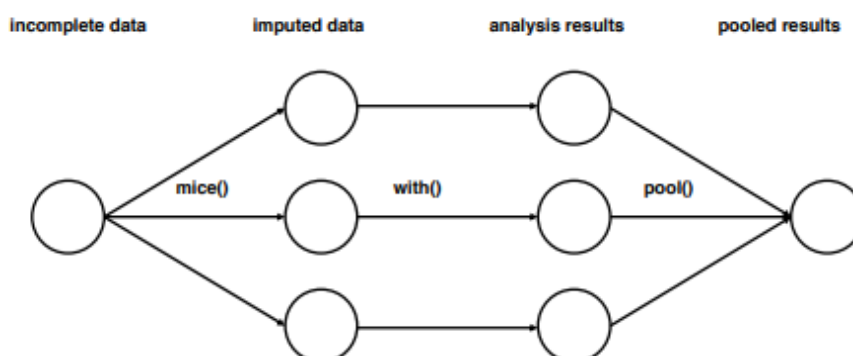 incomplete data imputed data analysis results pooled results
mice() with() pool()